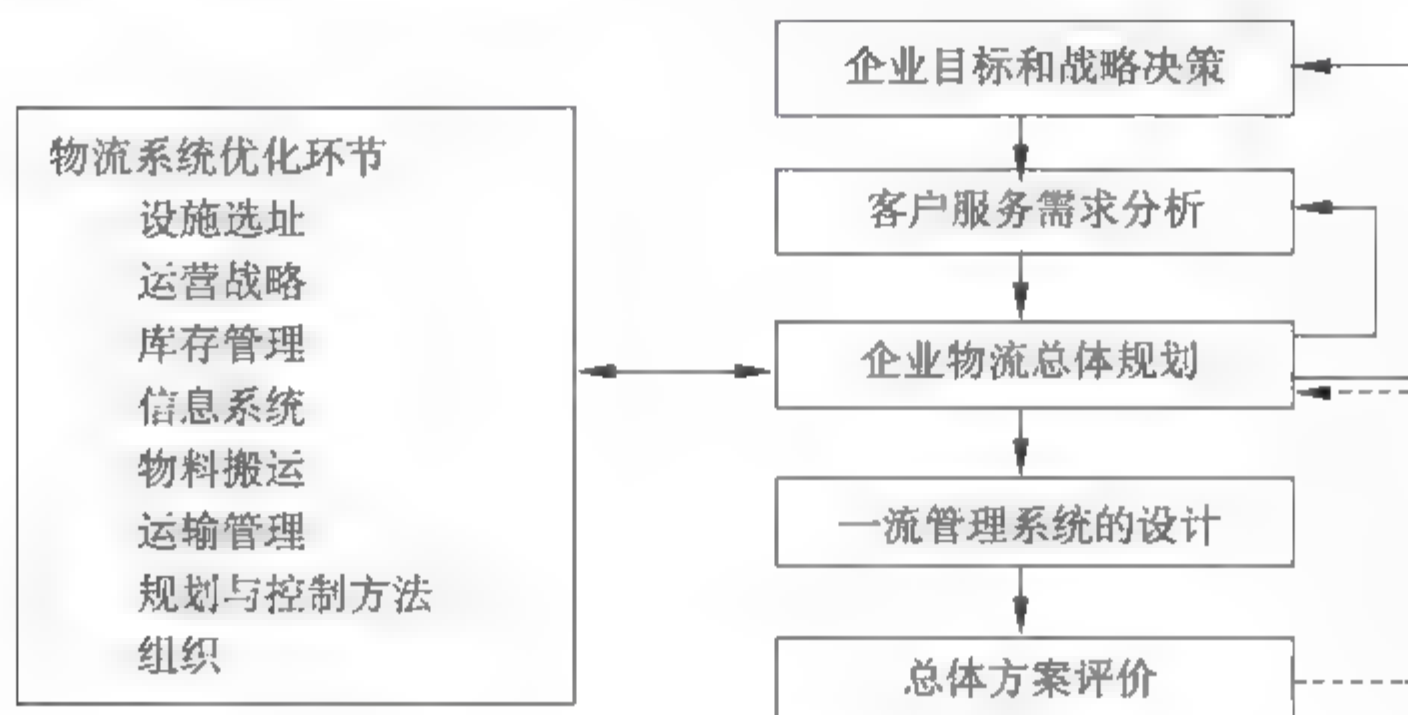 物流系统优化环节
设施选址
运营战略
库存管理
信息系统
物料搬运
运输管理
规划与控制方法
组织
企业目标和战略决策
客户服务需求分析
企业物流总体规划
一流管理系统的设计
总体方案评价